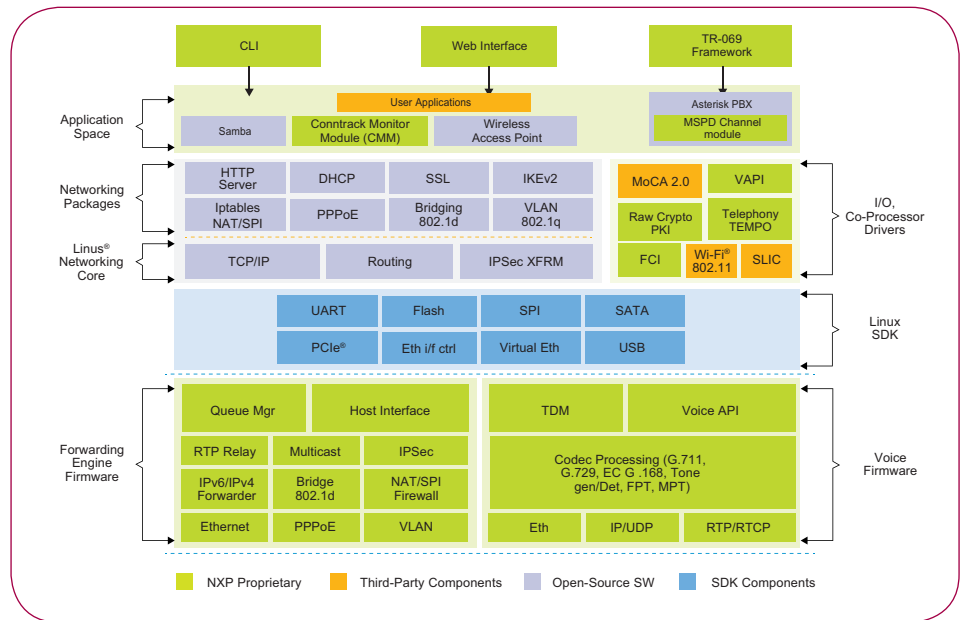 CLI
Web Interface
TR-069
Framework
Application
Space
User Applications
Samba
Conntrack Monitor
Module (CMM)
Wireless
Access Point
Asterisk PBX
MSPD Channel
module
Networking
Packages
HTTP
Server
DHCP
SSL
IKEv2
Iptables
NAT/SPI
PPPoE
Bridging
802.1d
VLAN
802.1q
Linus®
Networking
Core
TCP/IP
Routing
IPSec XFRM
MoCA 2.0
VAPI
Raw Crypto
PKI
Telephony
TEMPO
FCI
Wi-Fi®
802.11
SLIC
I/O,
Co-Processor
Drivers
UART
Flash
SPI
SATA
PCIe®
Eth i/f ctrl
Virtual Eth
USB
Linux
SDK
Forwarding
Engine
Firmware
Queue Mgr
Host Interface
RTP Relay
Multicast
IPSec
IPv6/IPv4
Forwarder
Bridge
802.1d
NAT/SPI
Firewall
Ethernet
PPPoE
VLAN
TDM
Voice API
Codec Processing (G.711,
G.729, EC G .168, Tone
gen/Det, FPT, MPT)
Eth
IP/UDP
RTP/RTCP
Voice
Firmware
NXP Proprietary
Third-Party Components
Open-Source SW
SDK Components